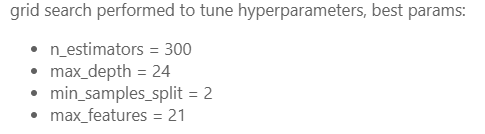 grid search performed to tune hyperparameters, best params:
• n_estimators = 300
• max_depth = 24
• min_samples_split = 2
• max_features = 21